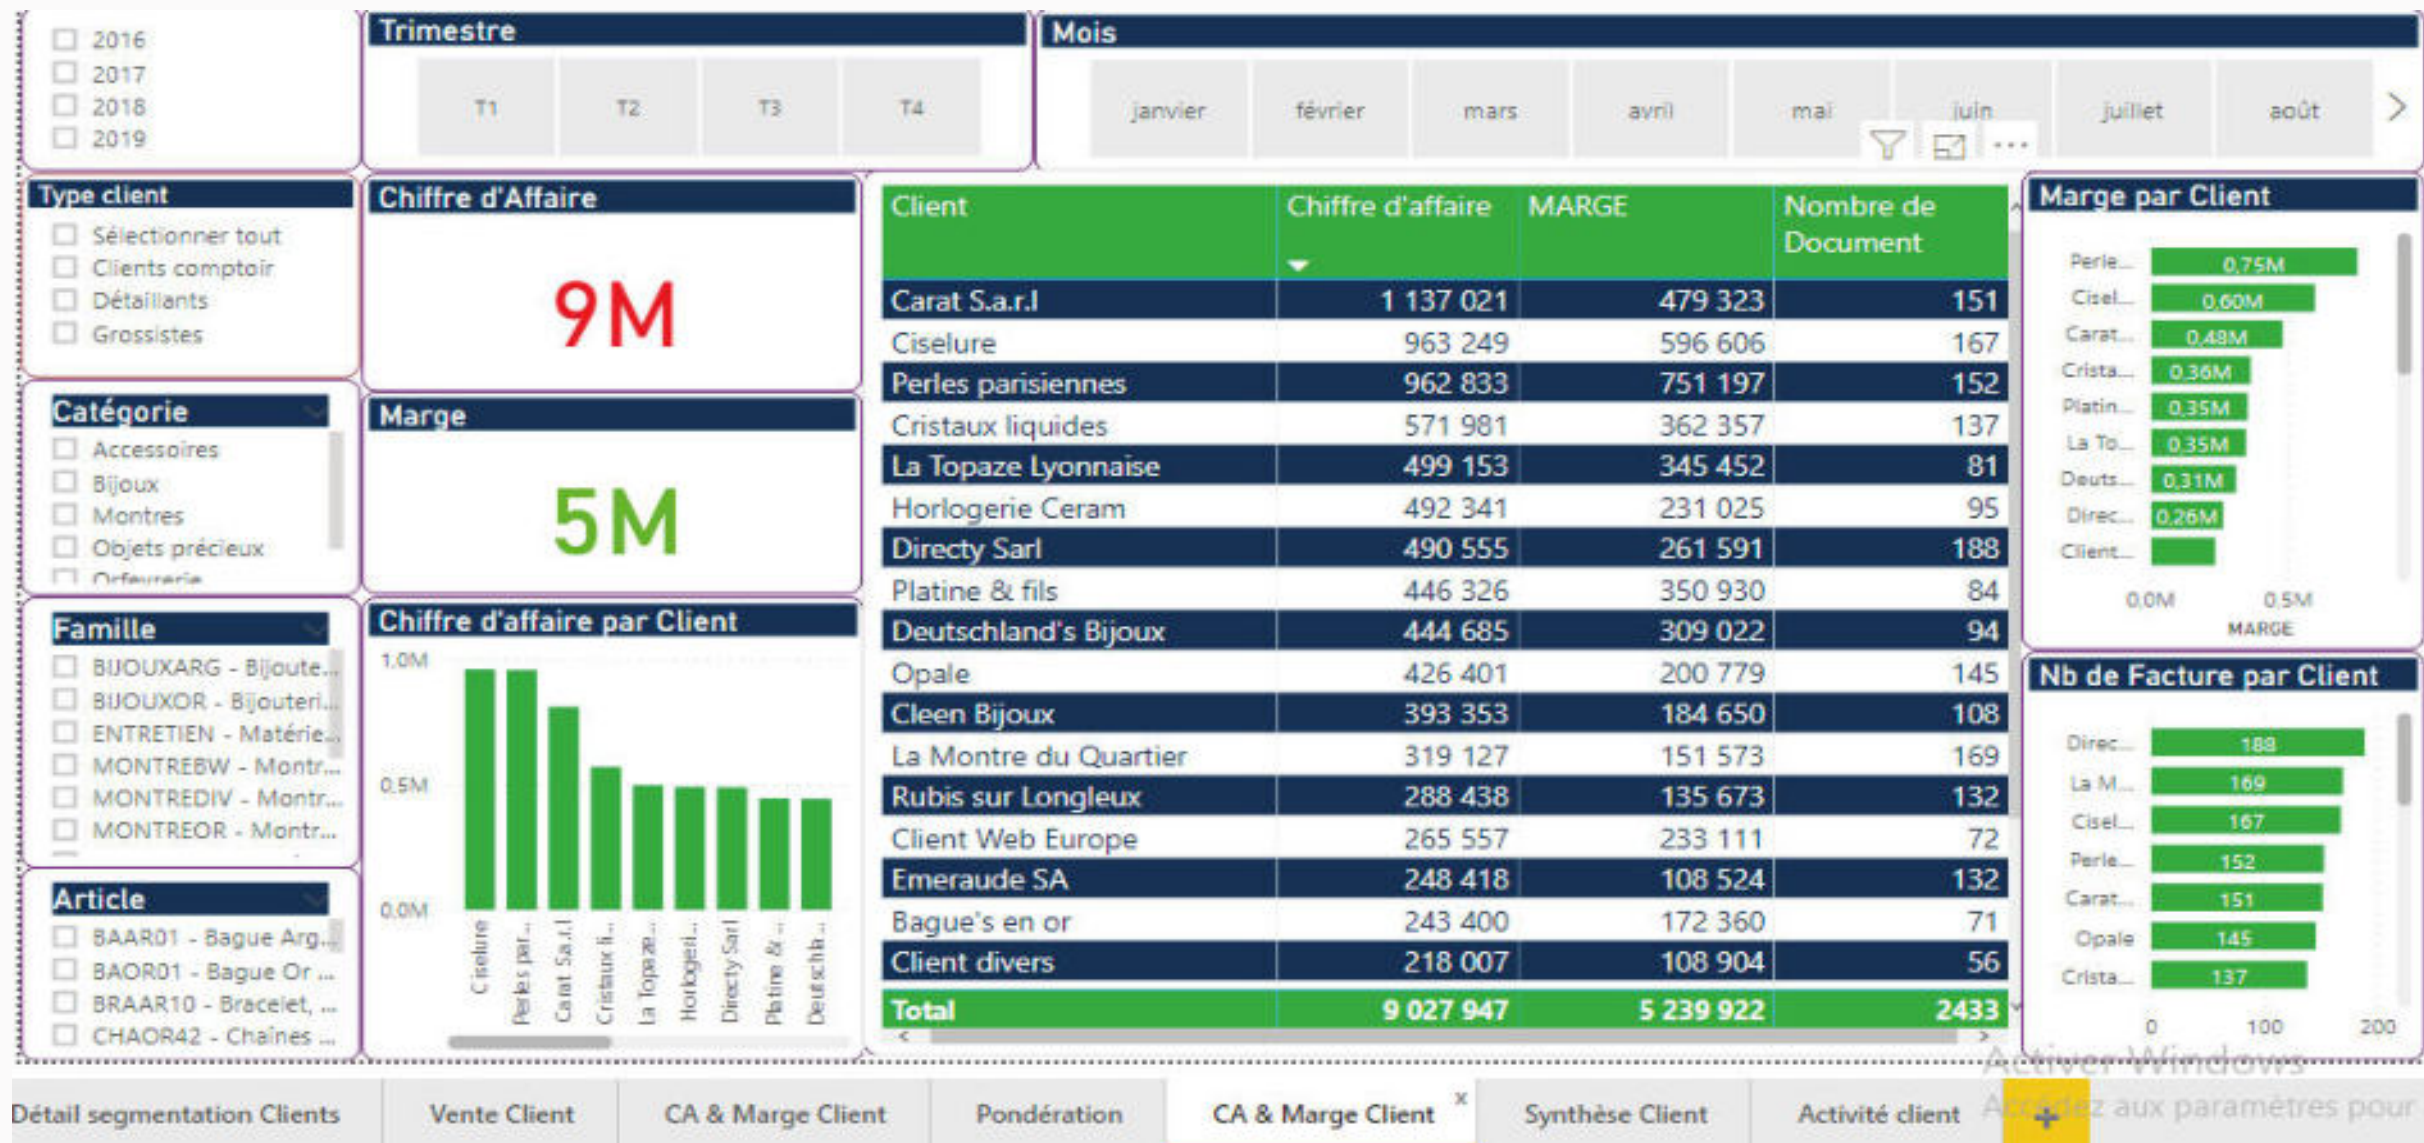 2016
2017
2018
2019
Trimestre
T1 T2 T3 T4
Mois
janvier février mars avril mai juin juillet août
Type client
Sélectionner tout
Clients comptoir
Détaillants
Grossistes
Catégorie
Accessoires
Bijoux
Montres
Objets précieux
Orfevrerie
Famille
BIJOUXARG - Bijoute...
BIJOUXOR - Bijouteri...
ENTRETIEN - Matérie...
MONTREBW - Montr...
MONTREDIV - Montr...
MONTREOR - Montr...
Article
BAAR01 - Bague Arg...
BAOR01 - Bague Or ...
BRAAR10 - Bracelet, ...
CHAOR42 - Chaînes ...
Chiffre d'Affaire
9M
Marge
5M
Chiffre d'affaire par Client
1,0M
0,5M
0,0M
Ciselure
Perles par...
Carat S.a.r.l
Cristaux li...
La Topaze...
Horlogeri...
Directy Sarl
Platine & ...
Deutschla...
Client Chiffre d'affaire MARGE Nombre de
Document
Carat S.a.r.l 1 137 021 479 323 151
Ciselure 963 249 596 606 167
Perles parisiennes 962 833 751 197 152
Cristaux liquides 571 981 362 357 137
La Topaze Lyonnaise 499 153 345 452 81
Horlogerie Ceram 492 341 231 025 95
Directy Sarl 490 555 261 591 188
Platine & fils 446 326 350 930 84
Deutschland's Bijoux 444 685 309 022 94
Opale 426 401 200 779 145
Cleen Bijoux 393 353 184 650 108
La Montre du Quartier 319 127 151 573 169
Rubis sur Longleux 288 438 135 673 132
Client Web Europe 265 557 233 111 72
Emeraude SA 248 418 108 524 132
Bague's en or 243 400 172 360 71
Client divers 218 007 108 904 56
Total 9 027 947 5 239 922 2433
Marge par Client
Perle... 0,75M
Cisel... 0,60M
Carat... 0,48M
Crista... 0,36M
Platin... 0,35M
La To... 0,35M
Deuts... 0,31M
Direc... 0,26M
Client...
0,0M 0,5M
MARGE
Nb de Facture par Client
Direc... 188
La M... 169
Cisel... 167
Perle... 152
Carat... 151
Opale 145
Crista... 137
0 100 200
Activer Windows
Accédez aux paramètres pour
Détail segmentation Clients Vente Client CA & Marge Client Pondération CA & Marge Client x Synthèse Client Activité client +